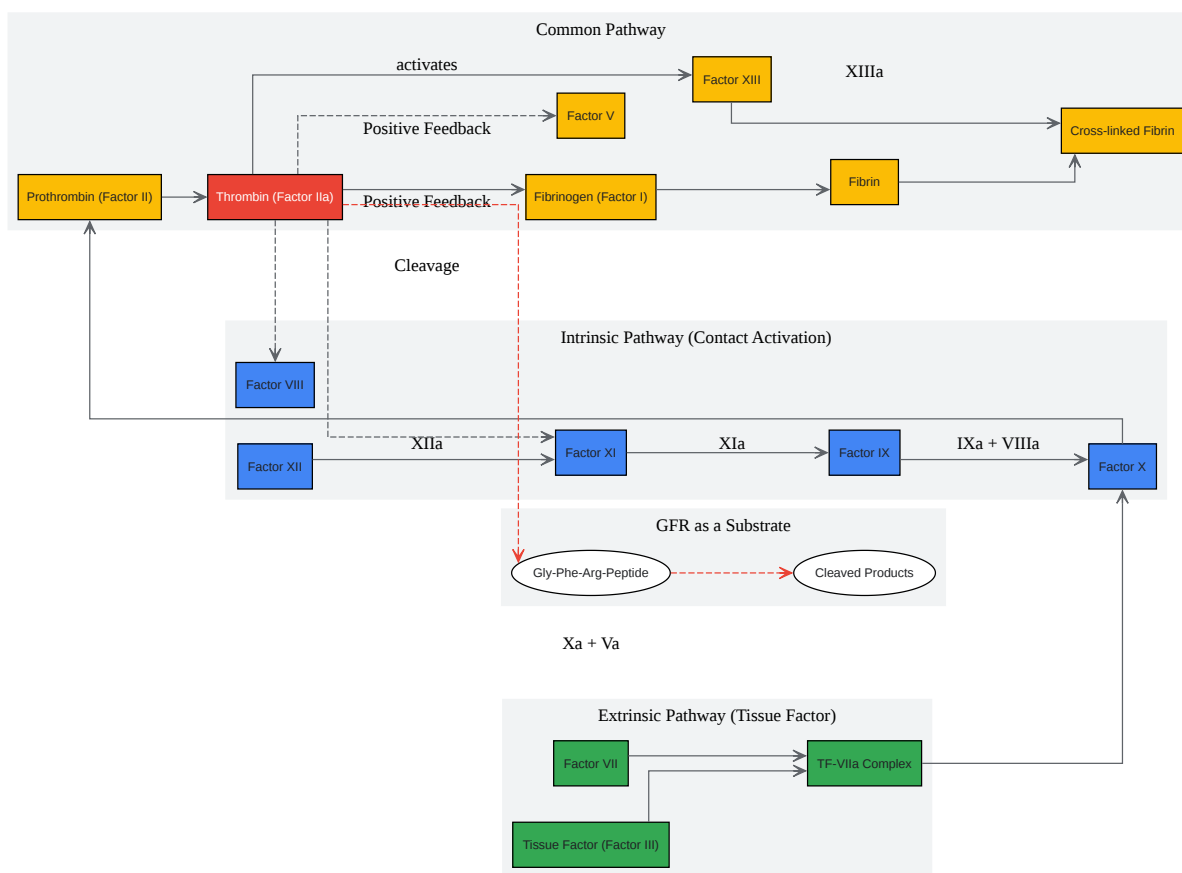 Common Pathway
activates
Factor XIII
XIIIa
Factor V
Positive Feedback
Cross-linked Fibrin
Prothrombin (Factor II)
Thrombin (Factor IIa)
Positive Feedback
Fibrinogen (Factor I)
Fibrin
Cleavage
Intrinsic Pathway (Contact Activation)
Factor VIII
Factor XII
XIIa
Factor XI
XIa
Factor IX
IXa + VIIIa
Factor X
GFR as a Substrate
Gly-Phe-Arg-Peptide
Cleaved Products
Xa + Va
Extrinsic Pathway (Tissue Factor)
Factor VII
TF-VIIa Complex
Tissue Factor (Factor III)